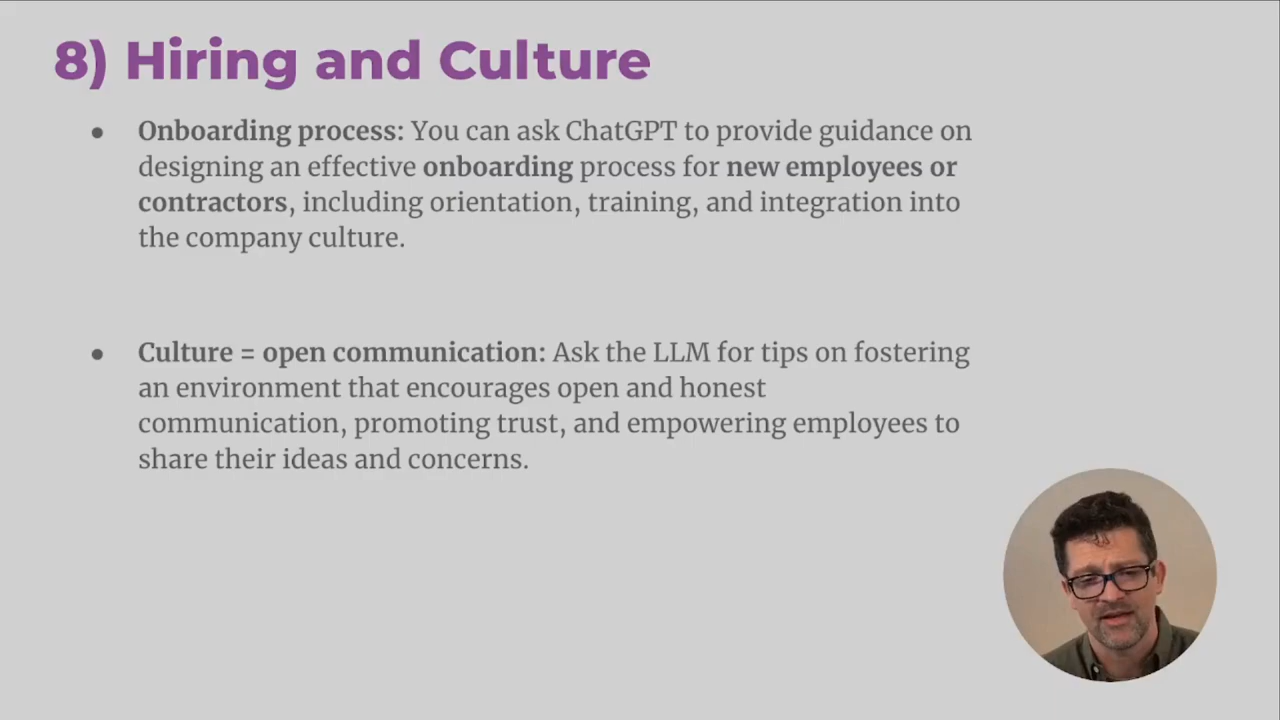 8) Hiring and Culture
● Onboarding process: You can ask ChatGPT to provide guidance on
designing an effective onboarding process for new employees or
contractors, including orientation, training, and integration into
the company culture.
● Culture = open communication: Ask the LLM for tips on fostering
an environment that encourages open and honest
communication, promoting trust, and empowering employees to
share their ideas and concerns.